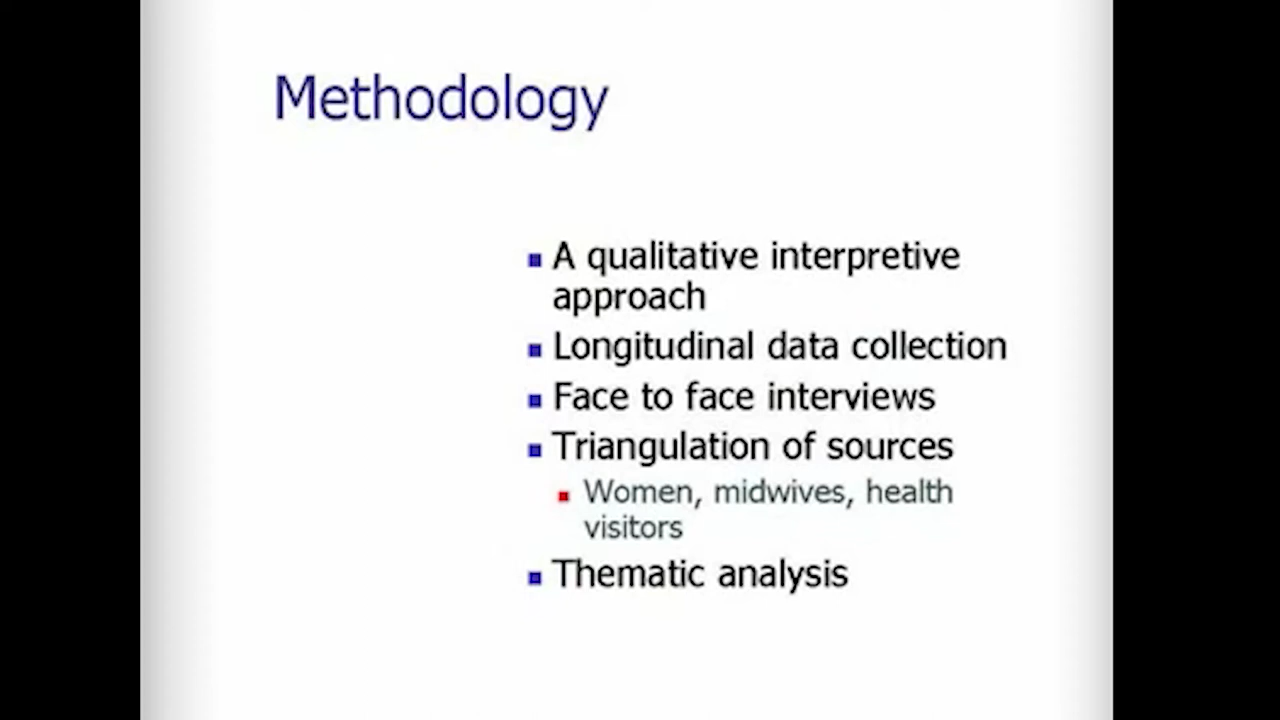 Methodology
A qualitative interpretive
approach
Longitudinal data collection
Face to face interviews
Triangulation of sources
Women, midwives, health
visitors
Thematic analysis